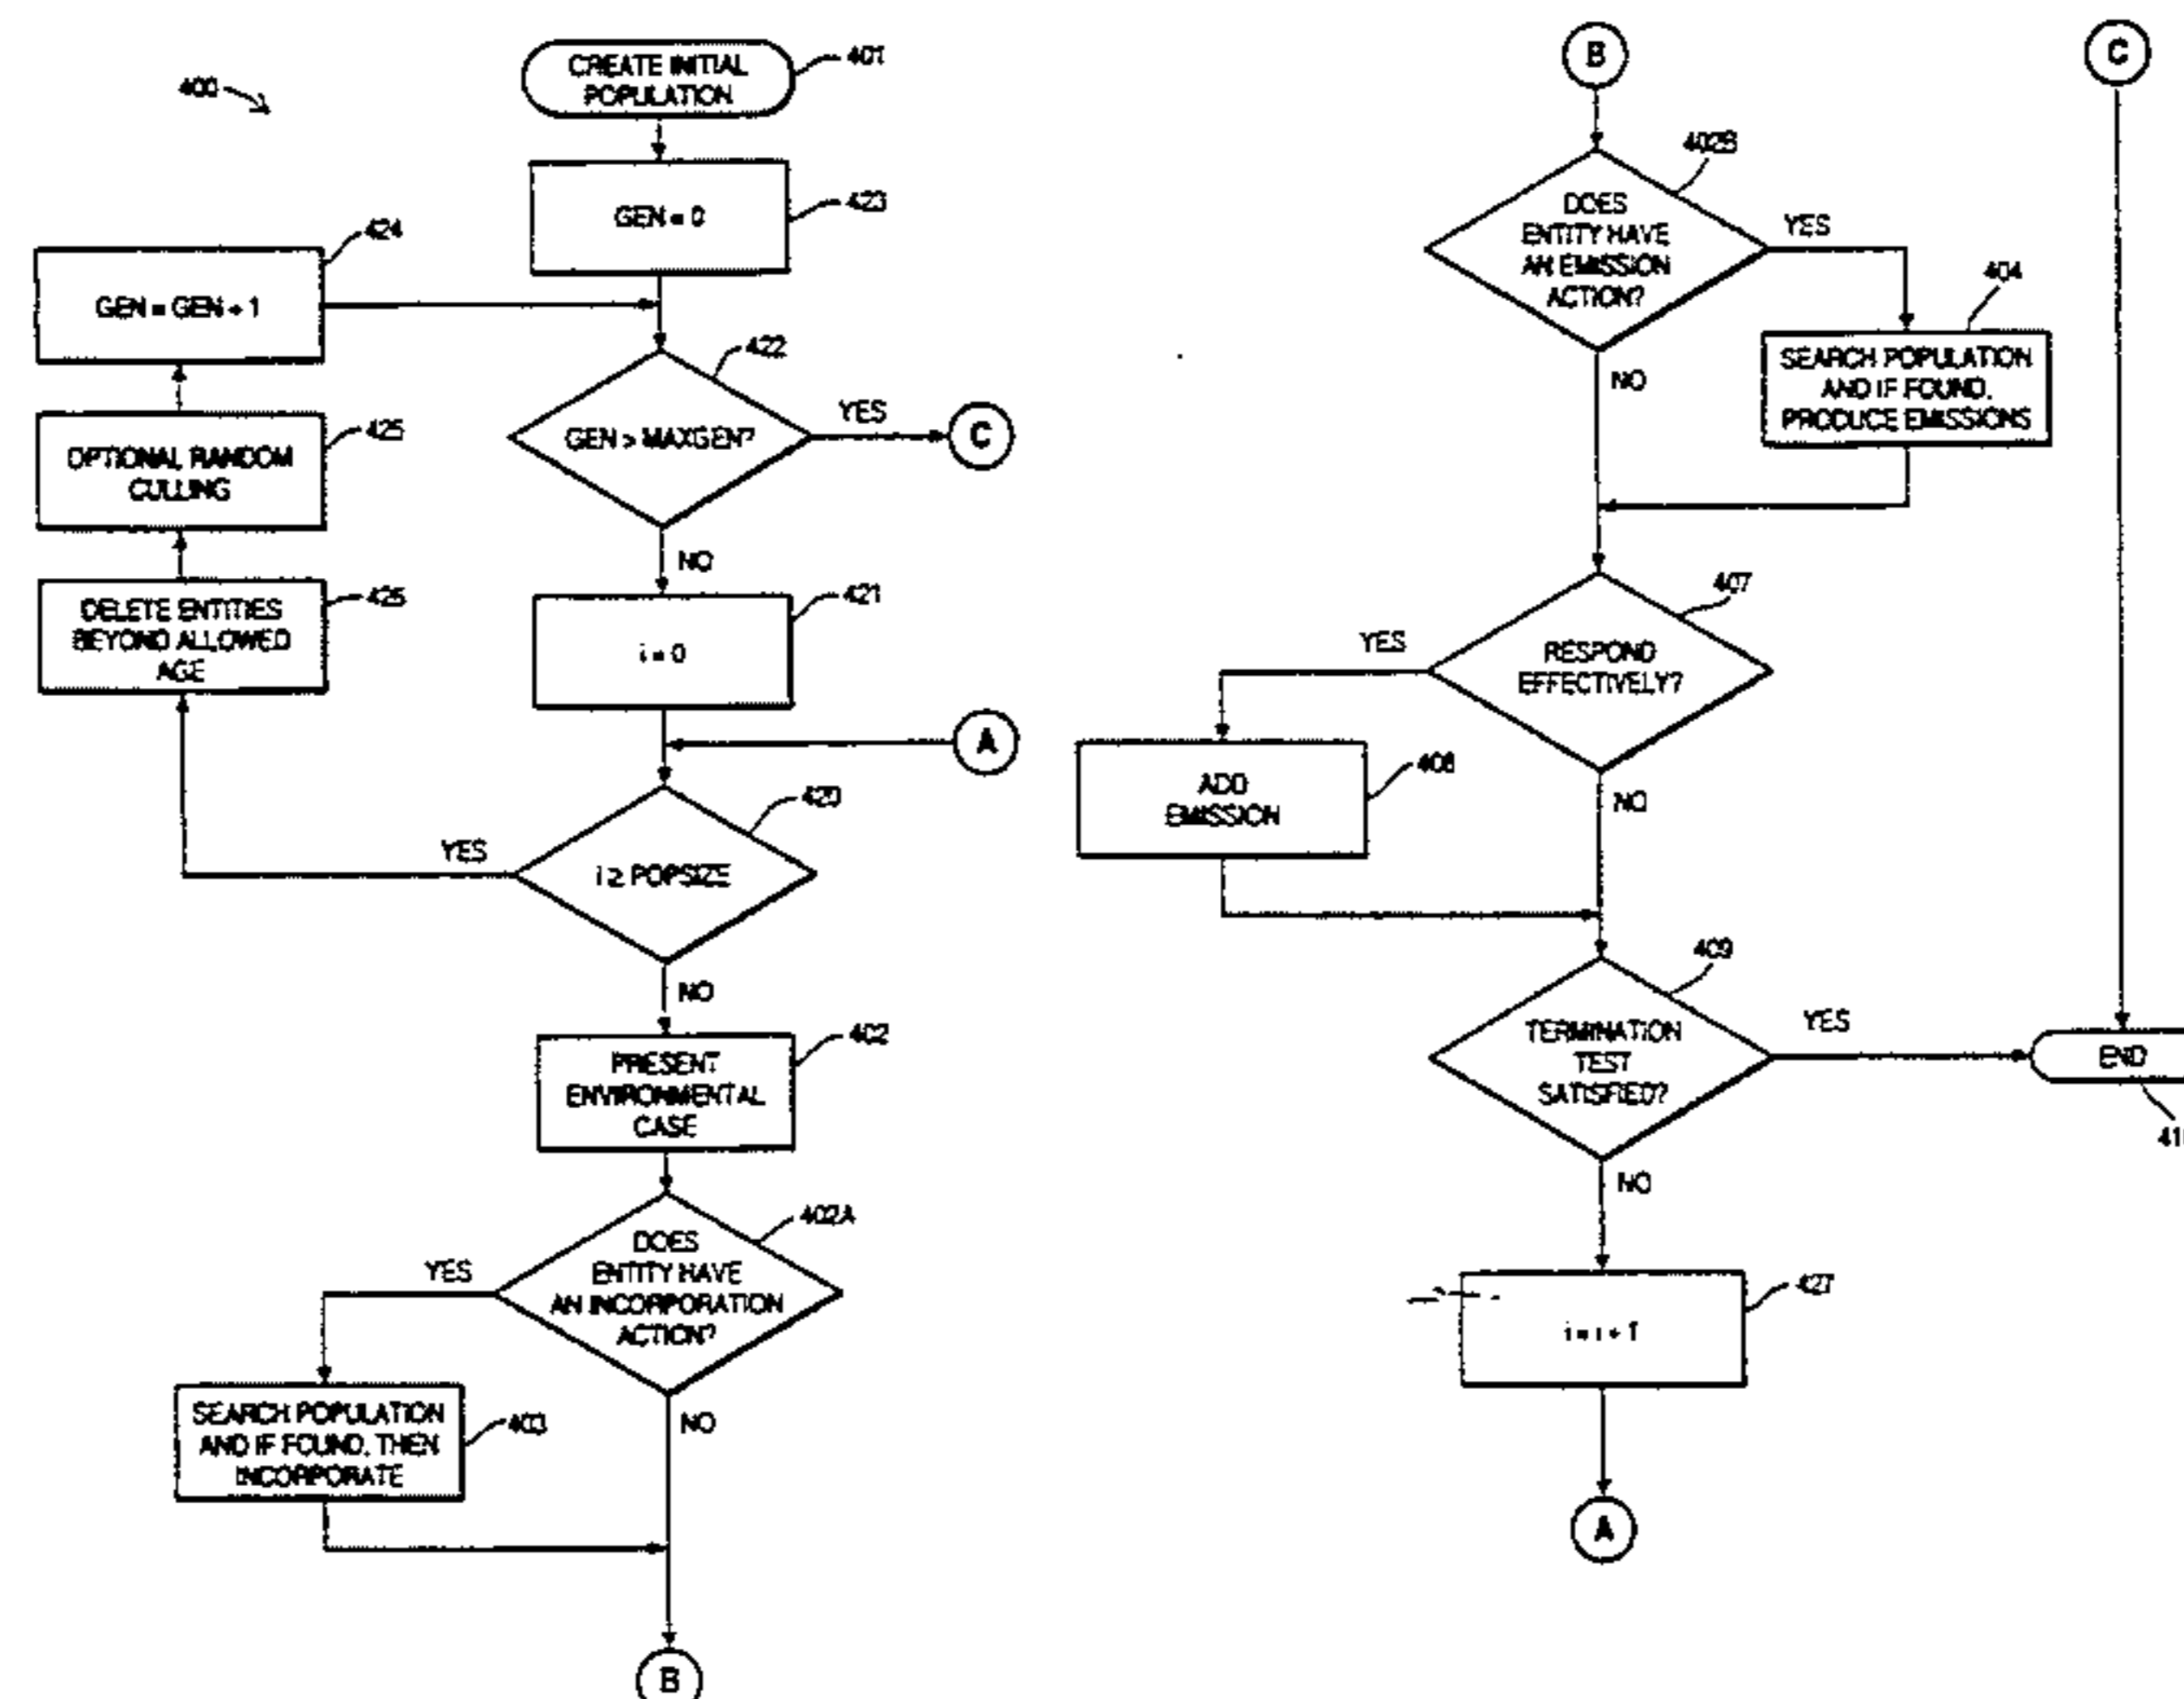 400
CREATE INITIAL
POPULATION
401
GEN = 0
423
424
GEN = GEN + 1
422
GEN > MAXGEN?
YES
C
NO
425
OPTIONAL RANDOM
CULLING
DELETE ENTITIES
BEYOND ALLOWED
AGE
i = 0
421
A
420
i ≥ POPSIZE
YES
NO
PRESENT
ENVIRONMENTAL
CASE
402
402A
DOES
ENTITY HAVE
AN INCORPORATION
ACTION?
YES
NO
SEARCH POPULATION
AND IF FOUND, THEN
INCORPORATE
403
B
B
402B
DOES
ENTITY HAVE
AN EMISSION
ACTION?
YES
NO
404
SEARCH POPULATION
AND IF FOUND,
PRODUCE EMISSIONS
407
RESPOND
EFFECTIVELY?
YES
NO
ADD
EMISSION
409
TERMINATION
TEST
SATISFIED?
YES
NO
427
i = i + 1
A
C
END